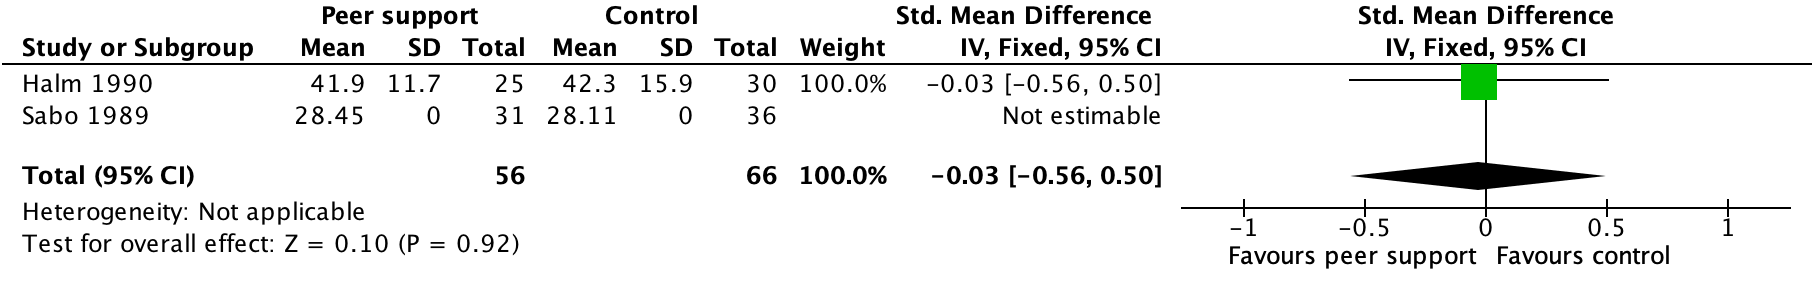 Peer support Control Std. Mean Difference Std. Mean Difference
Study or Subgroup Mean SD Total Mean SD Total Weight IV, Fixed, 95% CI IV, Fixed, 95% CI
Halm 1990 41.9 11.7 25 42.3 15.9 30 100.0% −0.03 [−0.56, 0.50]
Sabo 1989 28.45 0 31 28.11 0 36 Not estimable
Total (95% CI) 56 66 100.0% −0.03 [−0.56, 0.50]
Heterogeneity: Not applicable
Test for overall effect: Z = 0.10 (P = 0.92)
−1 −0.5 0 0.5 1
Favours peer support Favours control